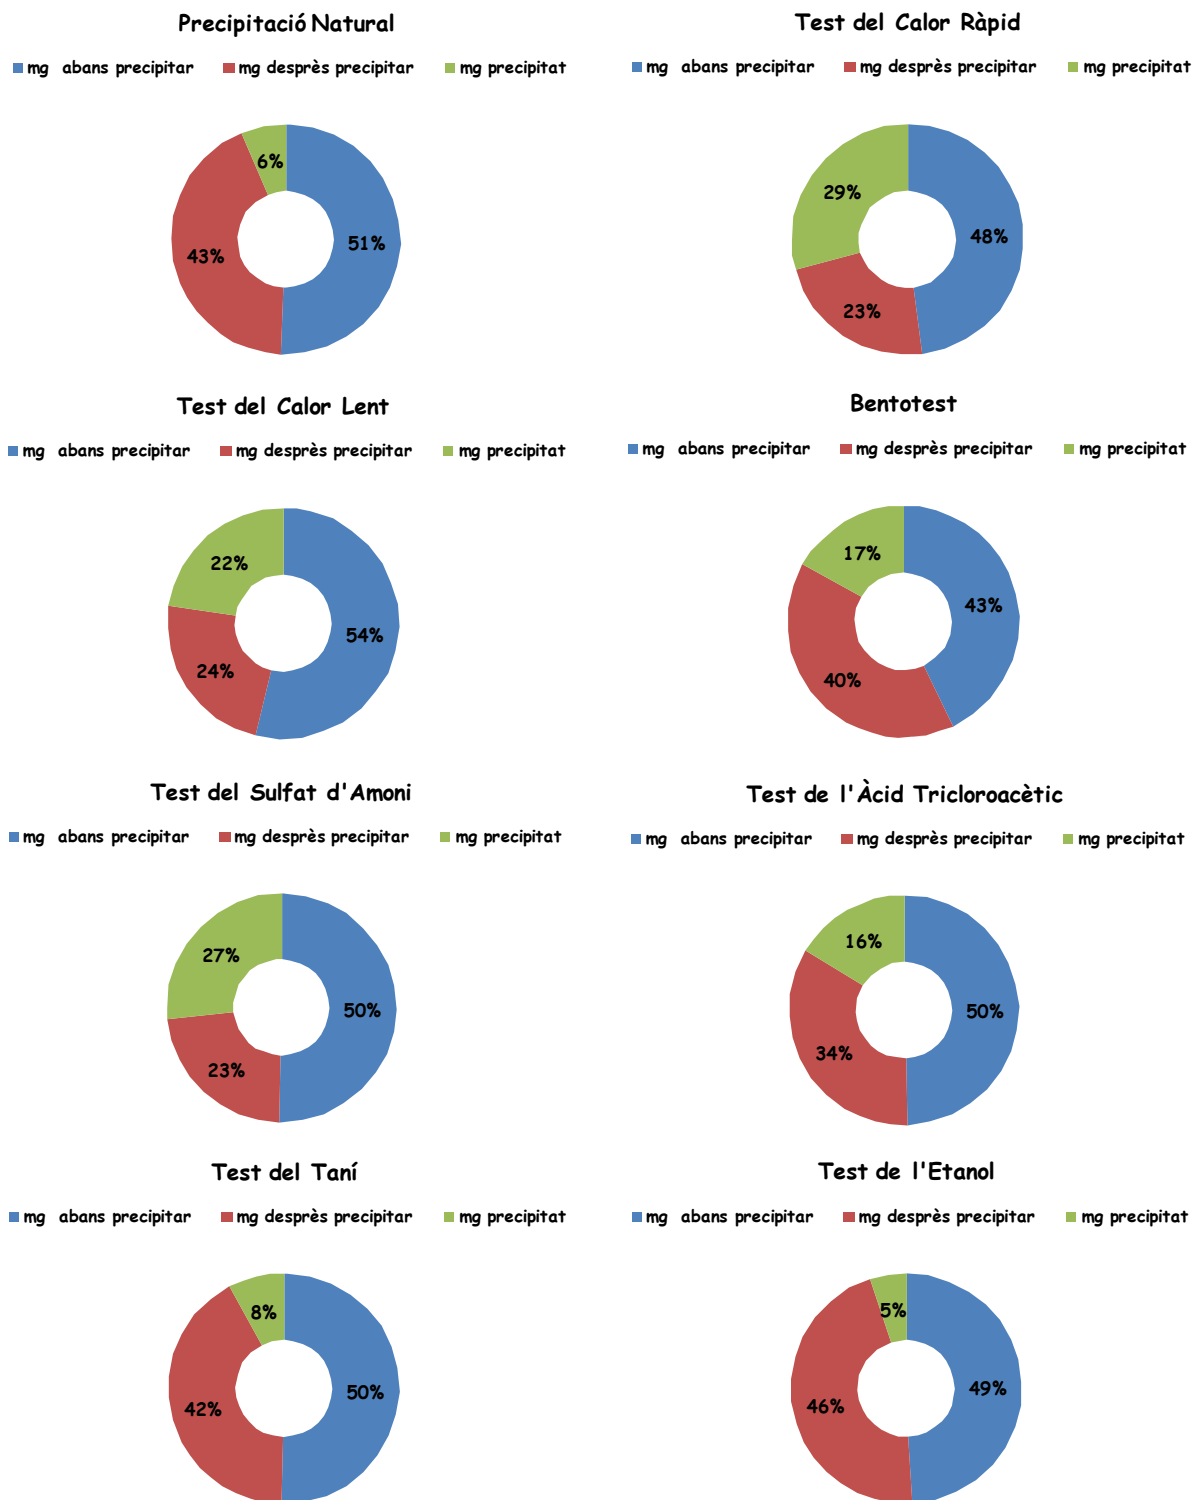 Precipitació Natural
mg abans precipitar mg desprès precipitar mg precipitat
6%
51%
43%
Test del Calor Ràpid
mg abans precipitar mg desprès precipitar mg precipitat
29%
48%
23%
Test del Calor Lent
mg abans precipitar mg desprès precipitar mg precipitat
22%
54%
24%
Bentotest
mg abans precipitar mg desprès precipitar mg precipitat
17%
43%
40%
Test del Sulfat d'Amoni
mg abans precipitar mg desprès precipitar mg precipitat
27%
50%
23%
Test de l'Àcid Tricloroacètic
mg abans precipitar mg desprès precipitar mg precipitat
16%
50%
34%
Test del Taní
mg abans precipitar mg desprès precipitar mg precipitat
8%
50%
42%
Test de l'Etanol
mg abans precipitar mg desprès precipitar mg precipitat
5%
49%
46%